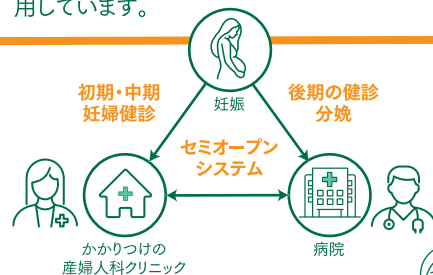 用しています。
妊娠
初期・中期
妊婦健診
後期の健診
分娩
セミオープン
システム
かかりつけの
産婦人科クリニック
病院